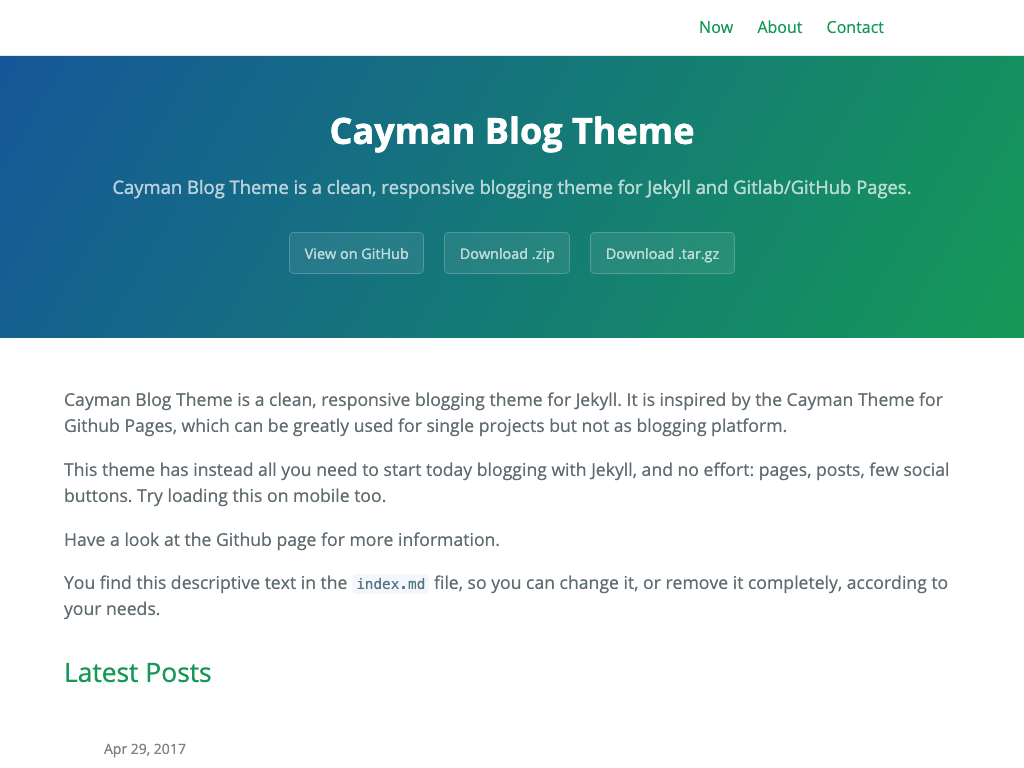 Now About Contact
Cayman Blog Theme
Cayman Blog Theme is a clean, responsive blogging theme for Jekyll and Gitlab/GitHub Pages.
View on GitHub Download .zip Download .tar.gz
Cayman Blog Theme is a clean, responsive blogging theme for Jekyll. It is inspired by the Cayman Theme for
Github Pages, which can be greatly used for single projects but not as blogging platform.
This theme has instead all you need to start today blogging with Jekyll, and no effort: pages, posts, few social
buttons. Try loading this on mobile too.
Have a look at the Github page for more information.
You find this descriptive text in the index.md file, so you can change it, or remove it completely, according to
your needs.
Latest Posts
Apr 29, 2017